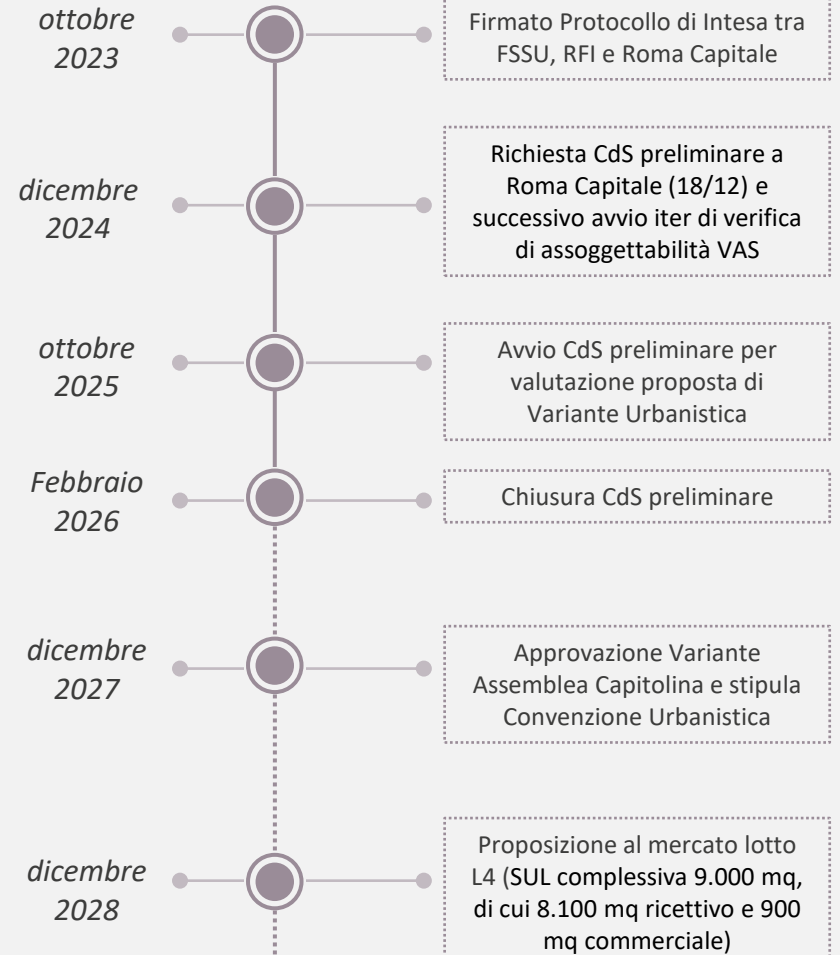 ottobre
2023
Firmato Protocollo di Intesa tra
FSSU, RFI e Roma Capitale
dicembre
2024
Richiesta CdS preliminare a
Roma Capitale (18/12) e
successivo avvio iter di verifica
di assoggettabilità VAS
ottobre
2025
Avvio CdS preliminare per
valutazione proposta di
Variante Urbanistica
Febbraio
2026
Chiusura CdS preliminare
dicembre
2027
Approvazione Variante
Assemblea Capitolina e stipula
Convenzione Urbanistica
dicembre
2028
Proposizione al mercato lotto
L4 (SUL complessiva 9.000 mq,
di cui 8.100 mq ricettivo e 900
mq commerciale)